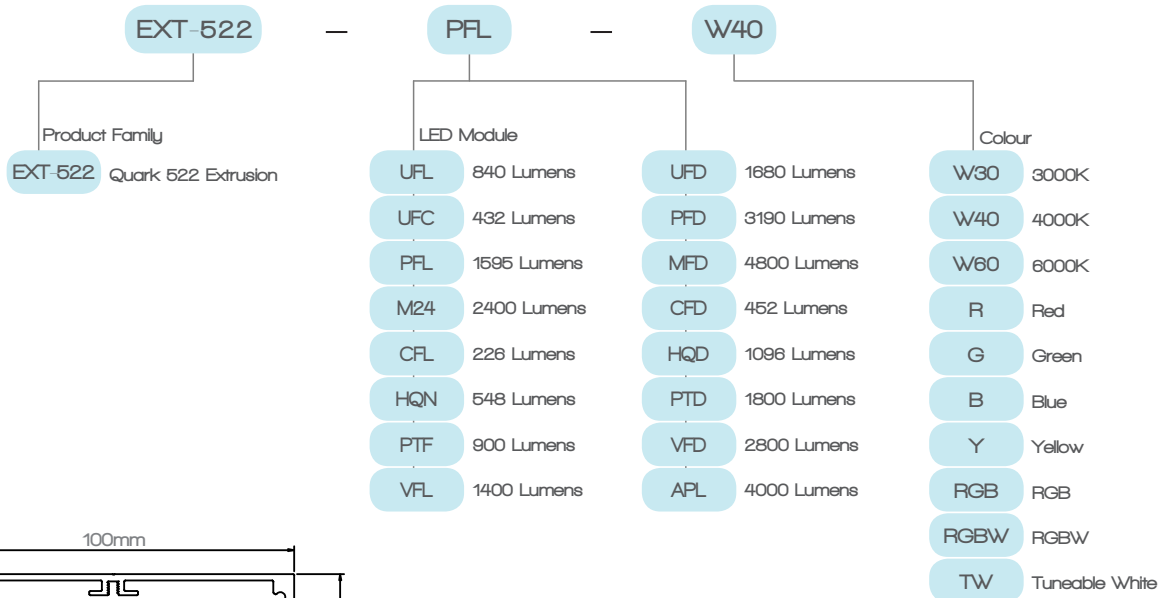 EXT-522 – PFL – W40
Product Family
EXT-522 Quark 522 Extrusion
LED Module
UFL 840 Lumens
UFC 432 Lumens
PFL 1595 Lumens
M24 2400 Lumens
CFL 226 Lumens
HQN 548 Lumens
PTF 900 Lumens
VFL 1400 Lumens
UFD 1680 Lumens
PFD 3190 Lumens
MFD 4800 Lumens
CFD 452 Lumens
HQD 1096 Lumens
PTD 1800 Lumens
VFD 2800 Lumens
APL 4000 Lumens
Colour
W30 3000K
W40 4000K
W60 6000K
R Red
G Green
B Blue
Y Yellow
RGB RGB
RGBW RGBW
TW Tuneable White
100mm